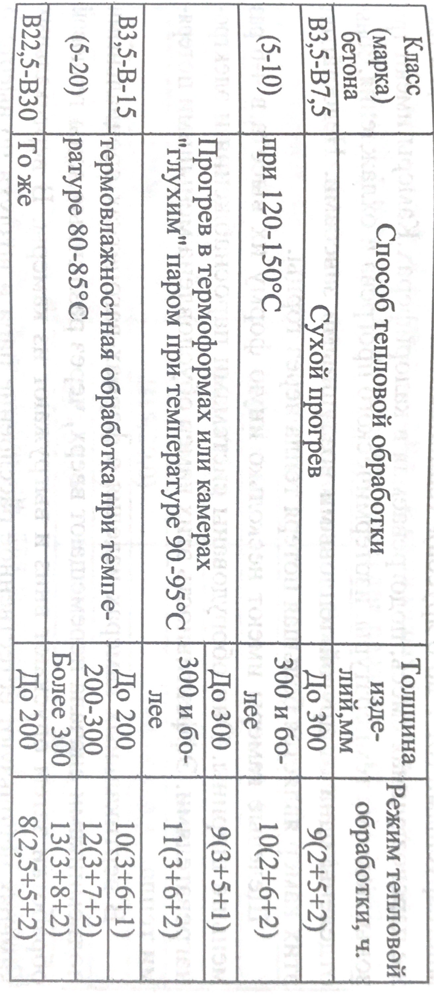 Класс
(марка)
бетона
Способ тепловой обработки
Толщина
изде-
лий,мм
Режим тепловой
обработки, ч.
В3,5-В7,5
Сухой прогрев
До 300
9(2+5+2)
(5-10)
при 120-150°С
300 и бо-
лее
10(2+6+2)
Прогрев в термоформах или камерах
"глухим" паром при температуре 90-95°С
До 300
9(3+5+1)
300 и бо-
лее
11(3+6+2)
В3,5-В-15
(5-20)
термовлажностная обработка при темпе-
ратуре 80-85°С
До 200
10(3+6+1)
200-300
12(3+7+2)
Более 300
13(3+8+2)
В22,5-В30
То же
До 200
8(2,5+5+2)